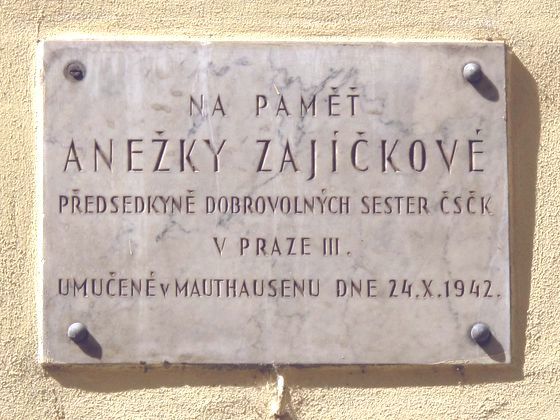 NA PAMĚŤ
ANEŽKY ZAJÍČKOVÉ
PŘEDSEDKYNĚ DOBROVOLNÝCH SESTER ČSČK
V PRAZE III.
UMUČENÉ V MAUTHAUSENU DNE 24.X.1942.